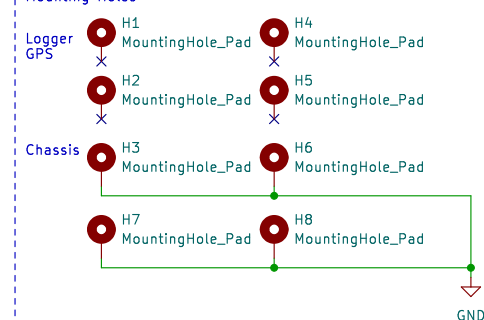 Mounting Holes
H1
MountingHole_Pad
H4
MountingHole_Pad
Logger
GPS
H2
MountingHole_Pad
H5
MountingHole_Pad
Chassis
H3
MountingHole_Pad
H6
MountingHole_Pad
H7
MountingHole_Pad
H8
MountingHole_Pad
GND